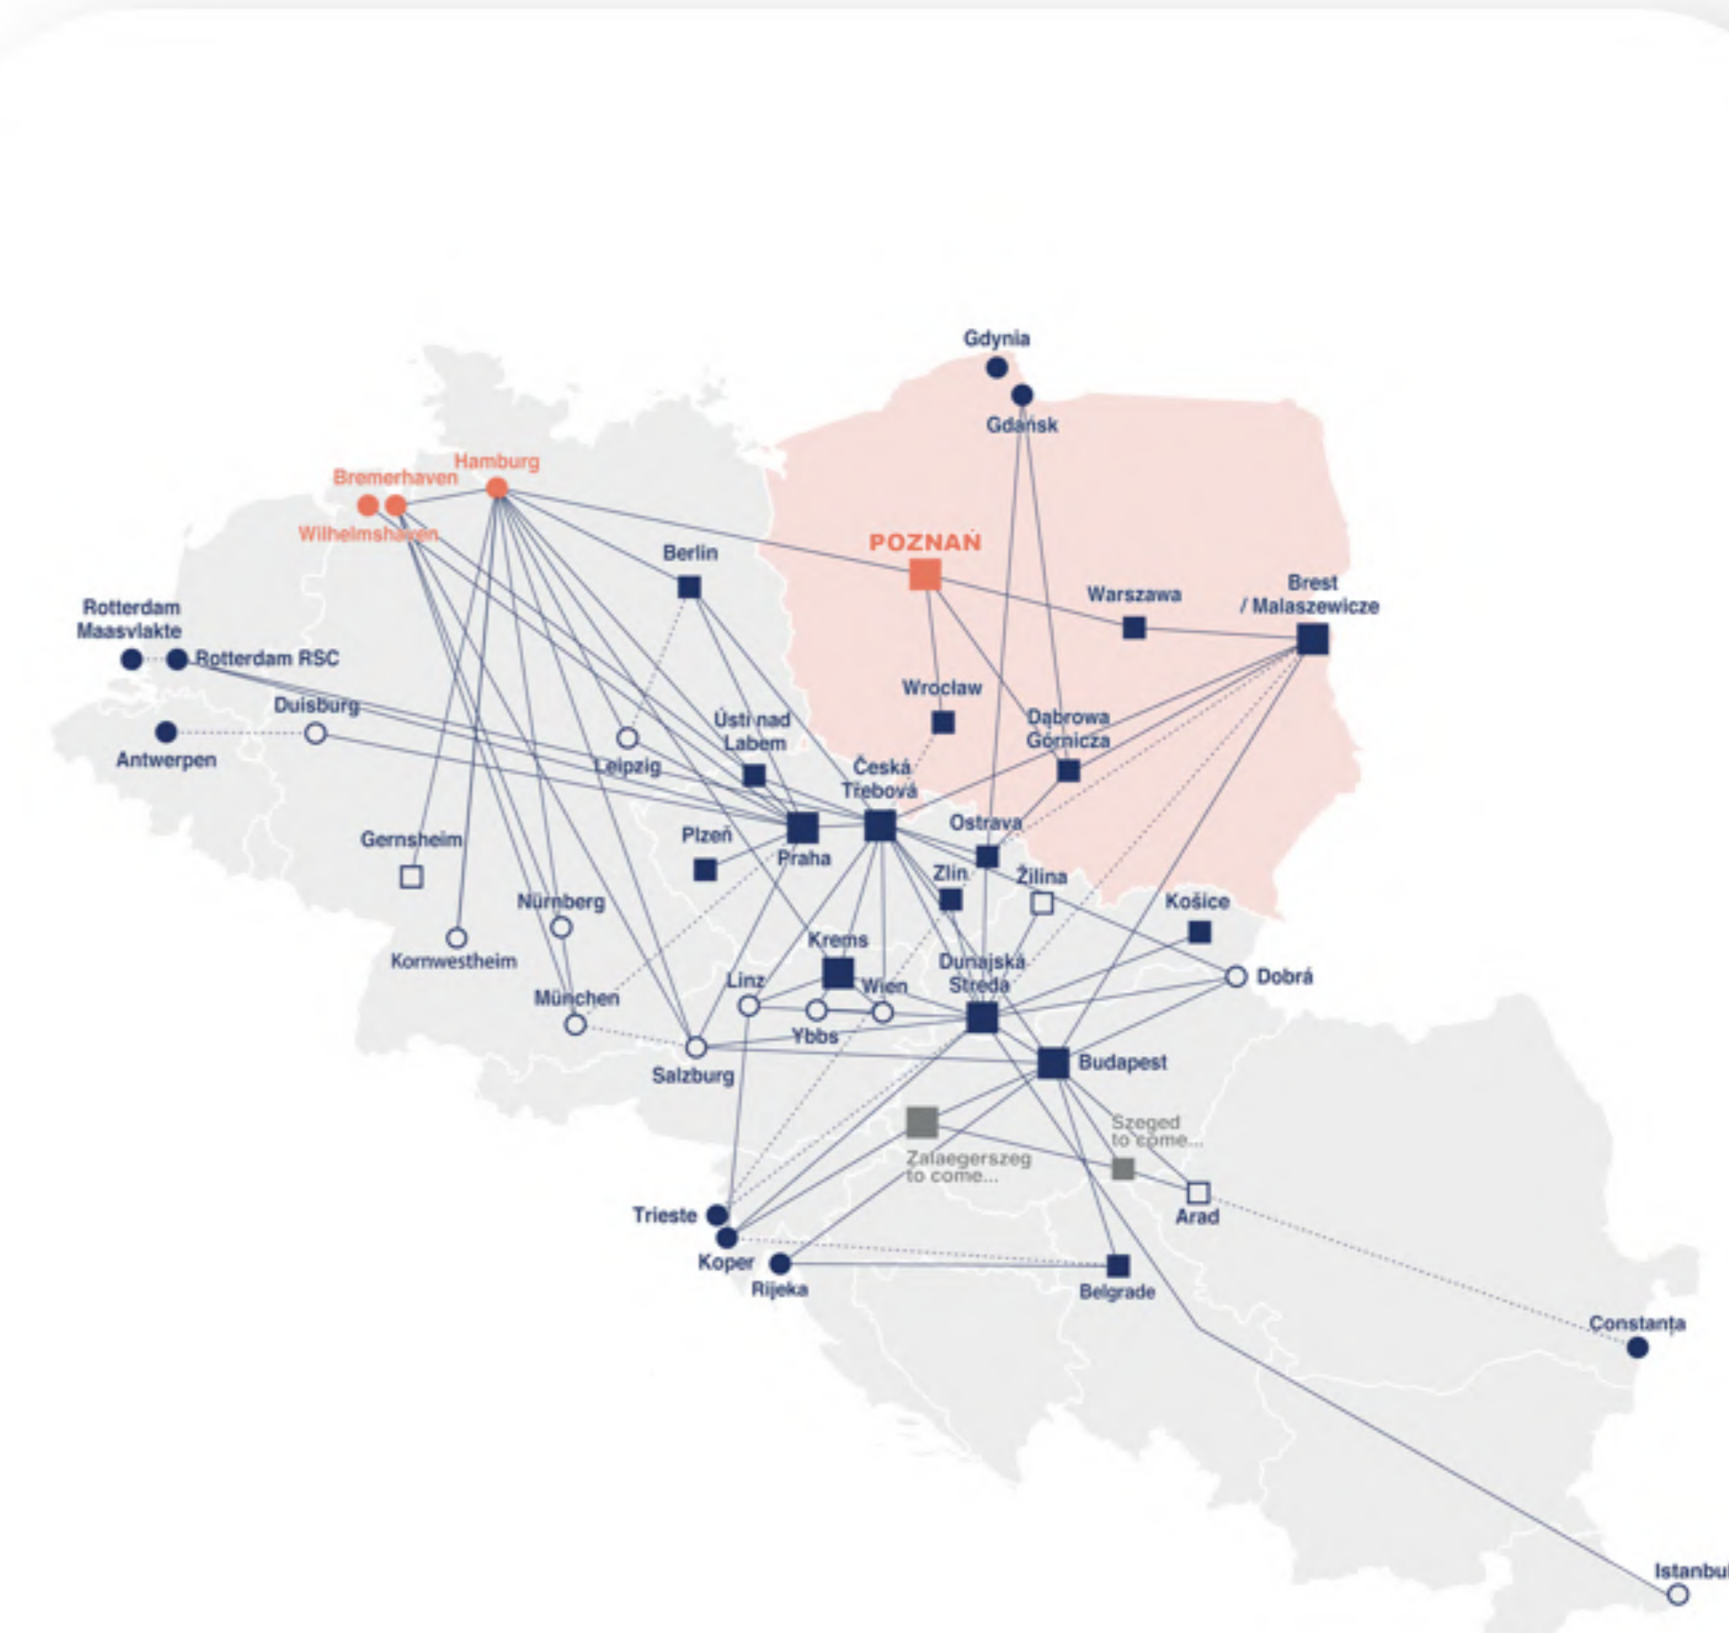 Gdynia
Gdańsk
Hamburg
Bremerhaven
Wilhelmshaven
POZNAŃ
Berlin
Warszawa
Brest
/ Malaszewicze
Rotterdam
Maasvlakte
Rotterdam RSC
Duisburg
Antwerpen
Wrocław
Ústí nad
Labem
Leipzig
Dąbrowa
Górnicza
Česká
Třebová
Ostrava
Plzeň
Praha
Gernsheim
Zlín
Žilina
Košice
Nürnberg
Kornwestheim
Krems
Dunajská
Streda
Dobrá
Linz
Wien
München
Ybbs
Salzburg
Budapest
Szeged
to come...
Zalaegerszeg
to come...
Trieste
Koper
Rijeka
Arad
Belgrade
Constanța
Istanbul